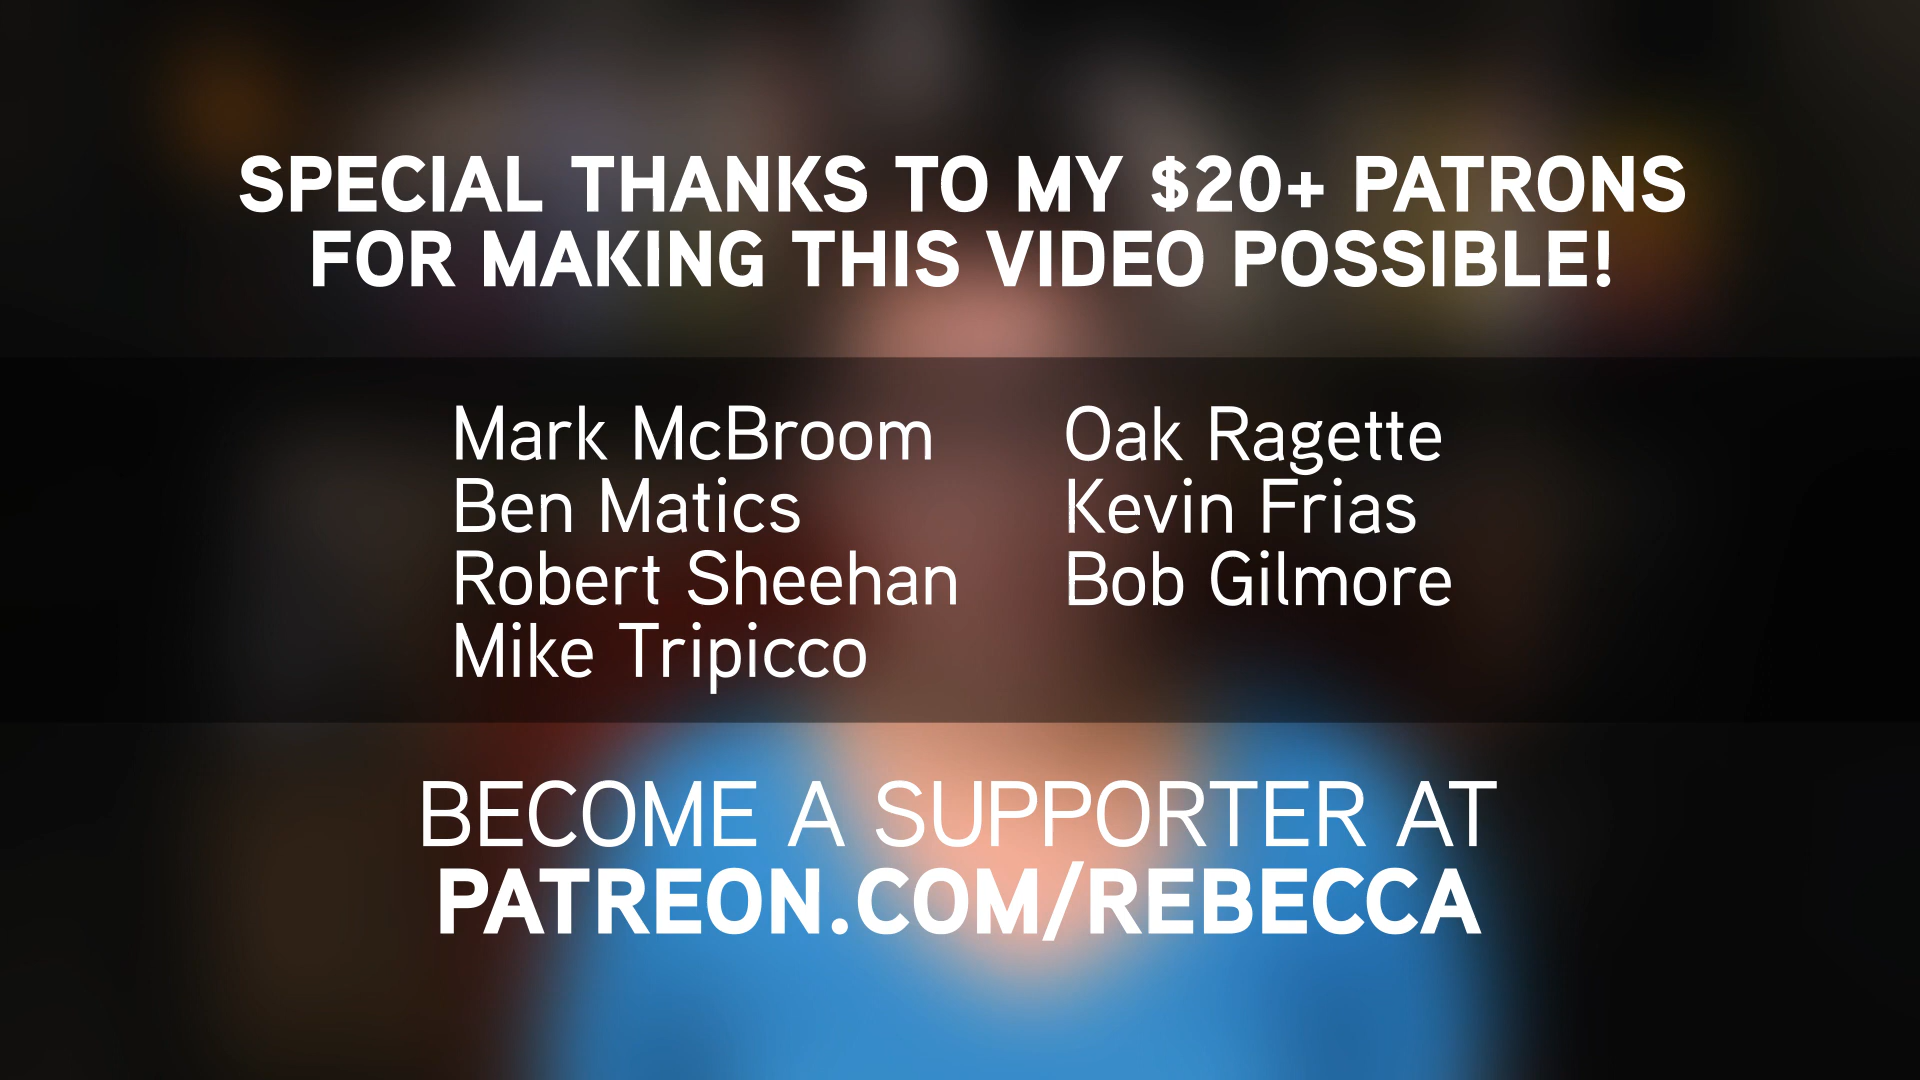 SPECIAL THANKS TO MY $20+ PATRONS
FOR MAKING THIS VIDEO POSSIBLE!
Mark McBroom
Ben Matics
Robert Sheehan
Mike Tripicco
Oak Ragette
Kevin Frias
Bob Gilmore
BECOME A SUPPORTER AT
PATREON.COM/REBECCA